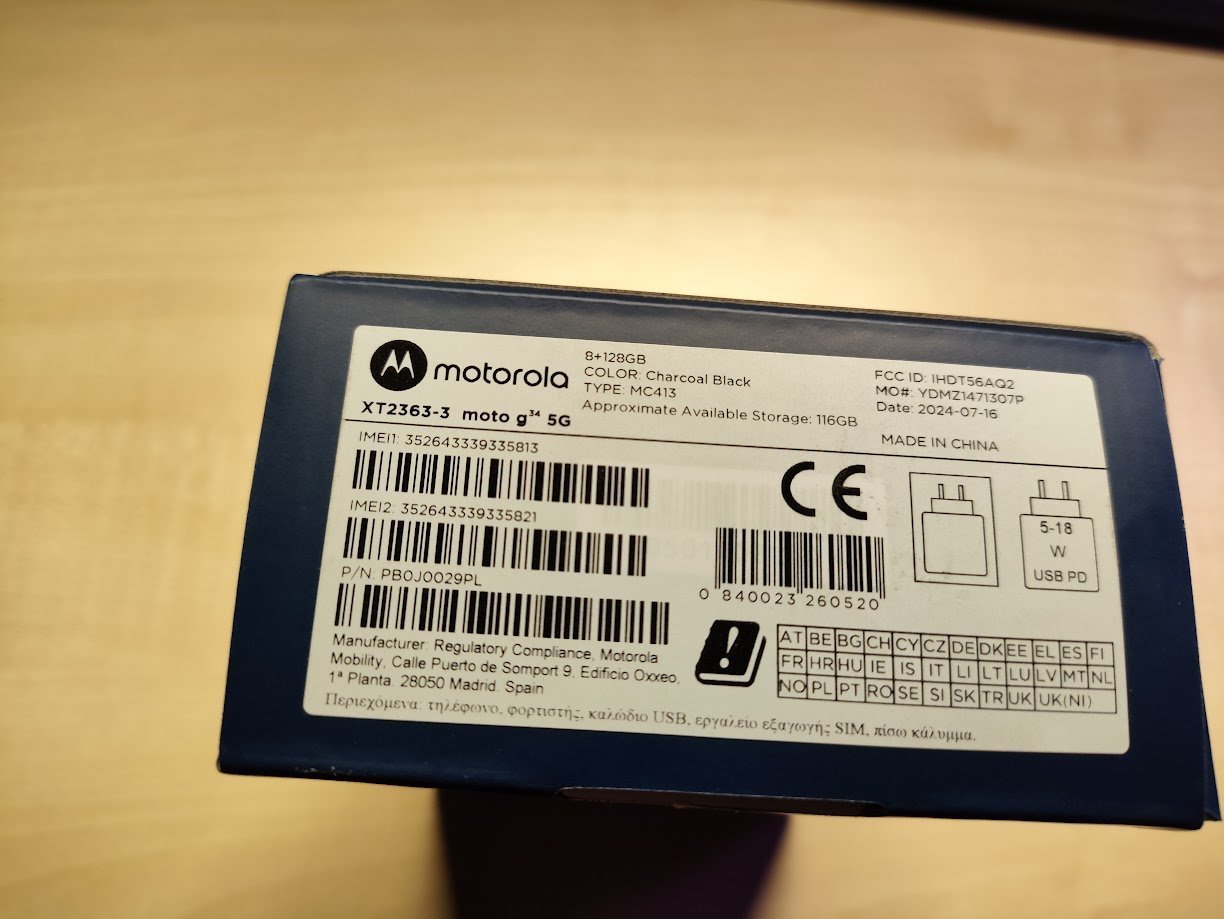 motorola
XT2363-3 moto g³⁴ 5G
8+128GB
COLOR: Charcoal Black
TYPE: MC413
Approximate Available Storage: 116GB
FCC ID: IHDT56AQ2
MO#: YDMZ1471307P
Date: 2024-07-16
MADE IN CHINA
IMEI1: 352643339335813
IMEI2: 352643339335821
P/N: PB0J0029PL
CE
0 840023 260520
5-18
W
USB PD
Manufacturer: Regulatory Compliance, Motorola
Mobility, Calle Puerto de Somport 9, Edificio Oxxeo,
1ª Planta. 28050 Madrid. Spain
AT BE BG CH CY CZ DE DK EE EL ES FI
FR HR HU IE IS IT LI LT LU LV MT NL
NO PL PT RO SE SI SK TR UK UK(NI)
Περιεχόμενα: τηλέφωνο, φορτιστής, καλώδιο USB, εργαλείο εξαγωγής SIM, πίσω κάλυμμα.